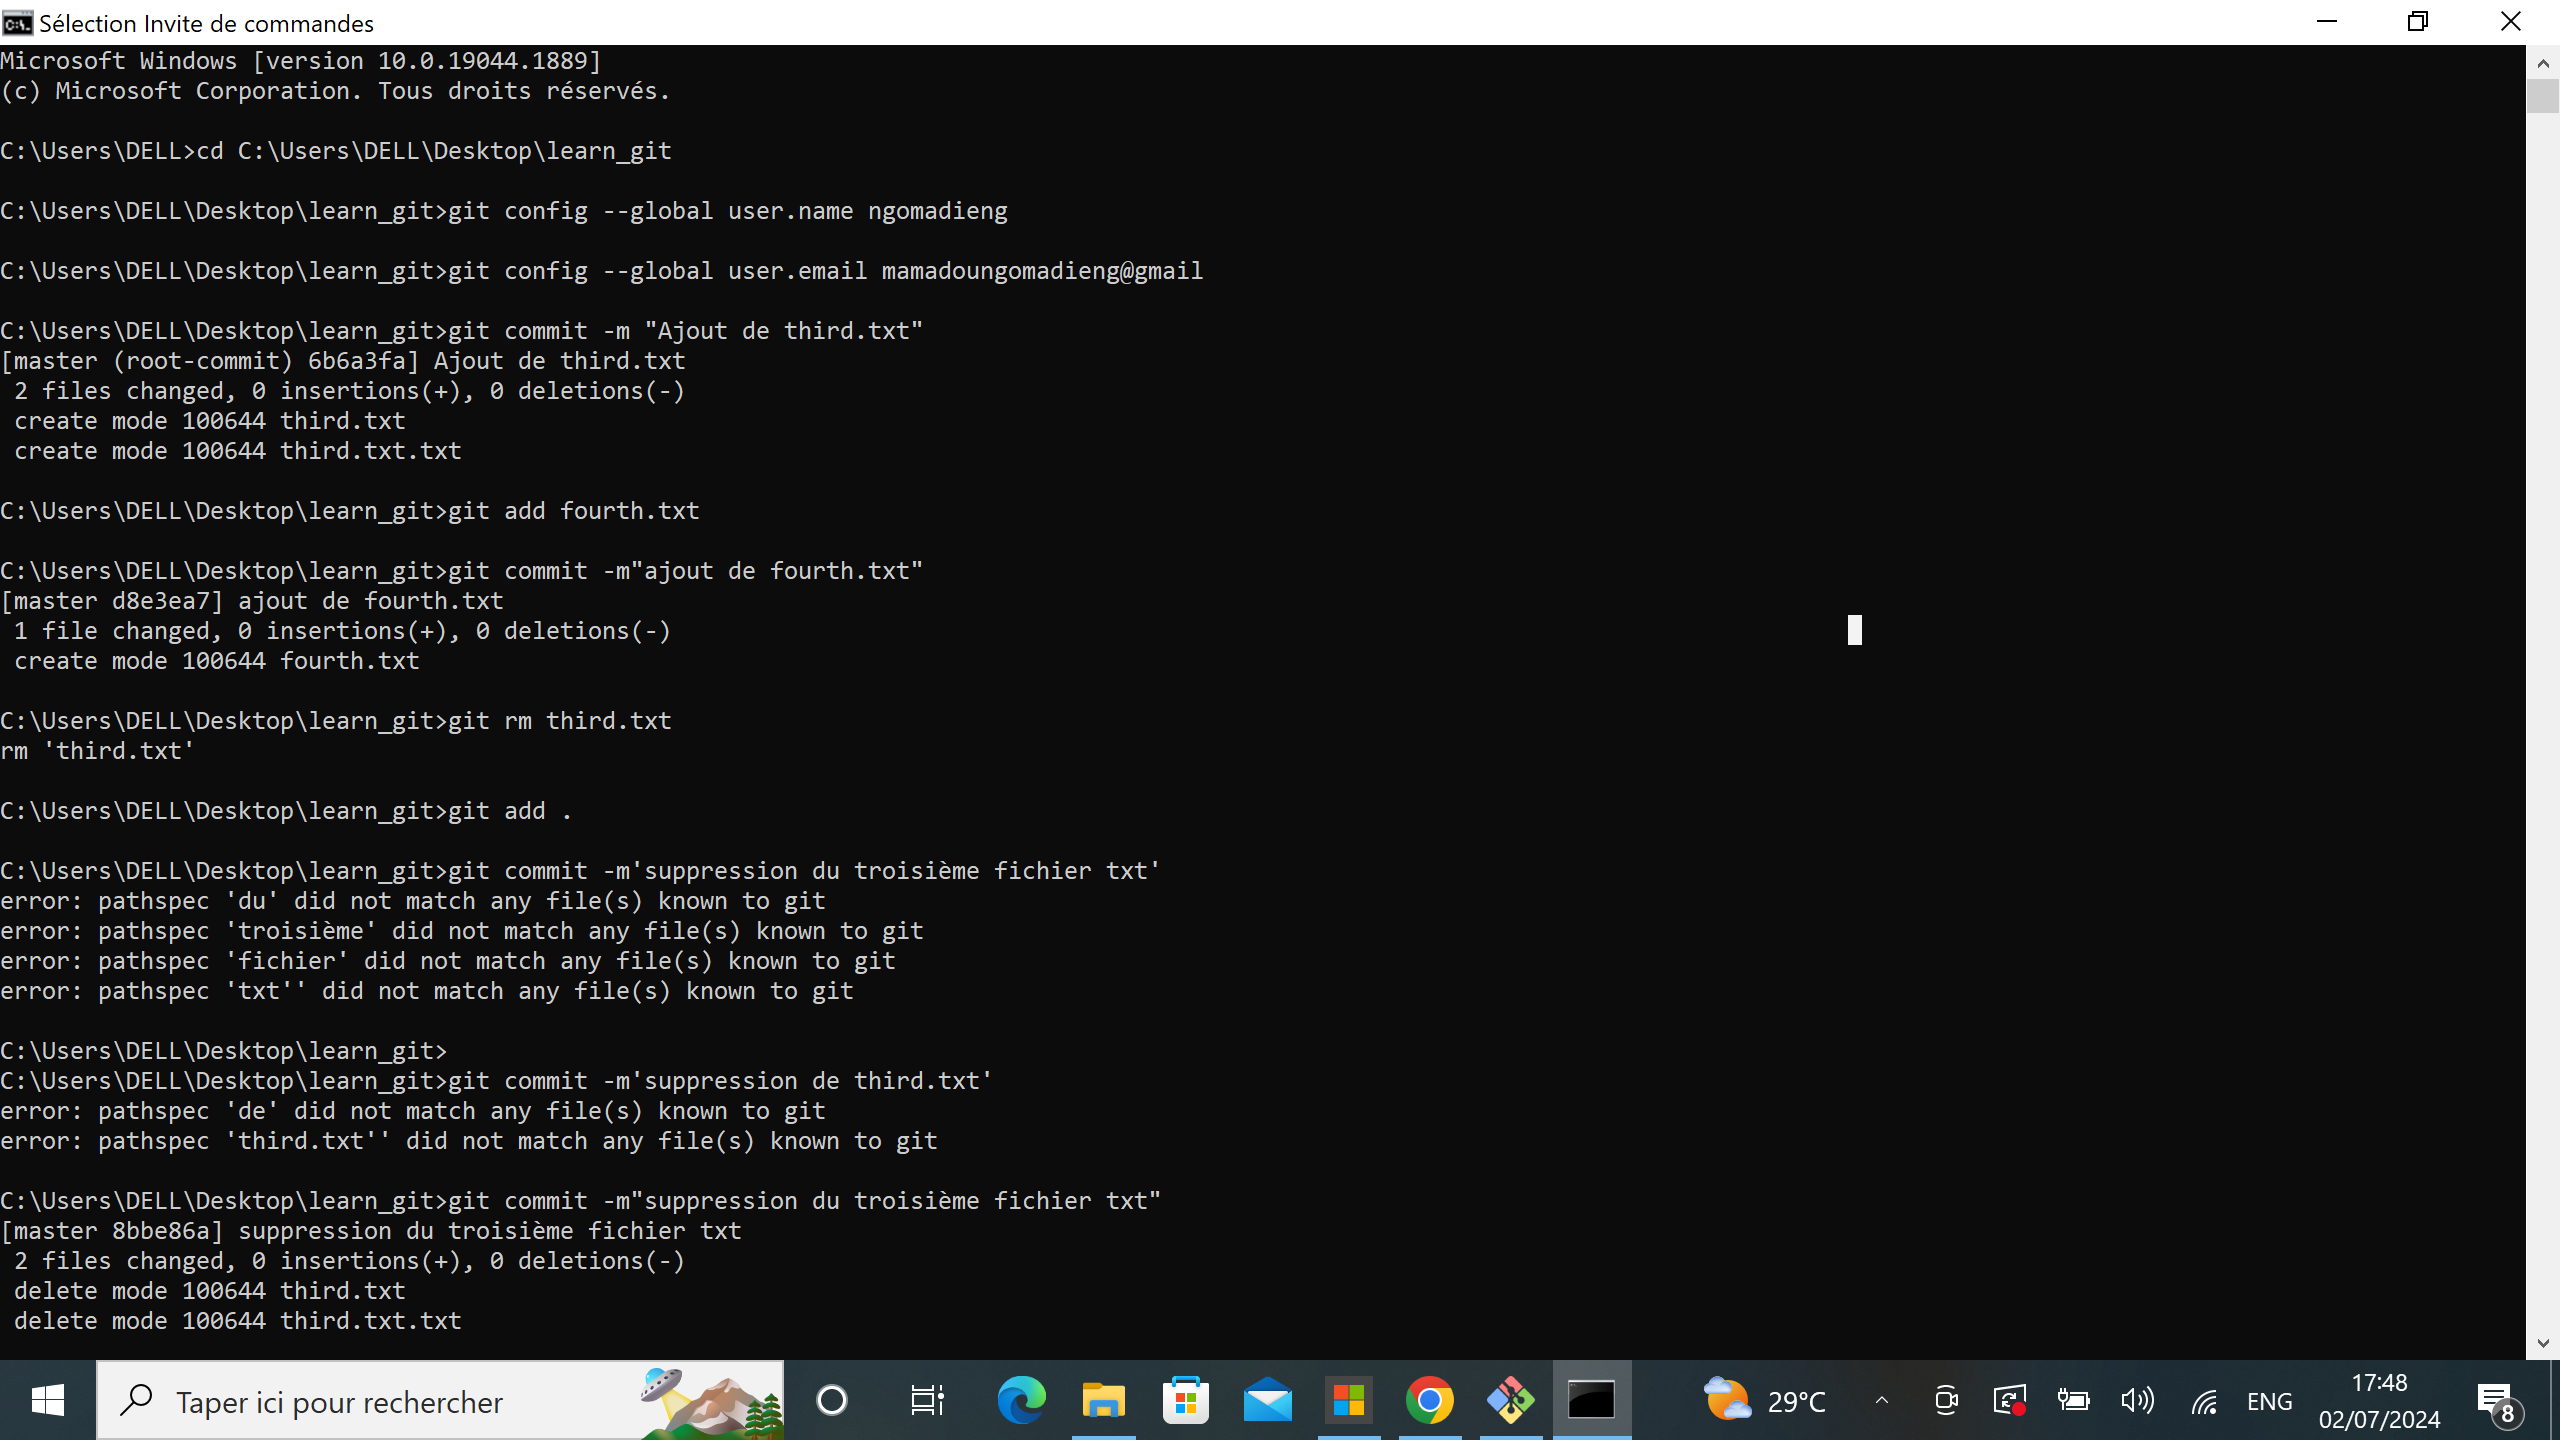 Sélection Invite de commandes
Microsoft Windows [version 10.0.19044.1889]
(c) Microsoft Corporation. Tous droits réservés.
C:\Users\DELL>cd C:\Users\DELL\Desktop\learn_git
C:\Users\DELL\Desktop\learn_git>git config --global user.name ngomadieng
C:\Users\DELL\Desktop\learn_git>git config --global user.email mamadoungomadieng@gmail
C:\Users\DELL\Desktop\learn_git>git commit -m "Ajout de third.txt"
[master (root-commit) 6b6a3fa] Ajout de third.txt
 2 files changed, 0 insertions(+), 0 deletions(-)
 create mode 100644 third.txt
 create mode 100644 third.txt.txt
C:\Users\DELL\Desktop\learn_git>git add fourth.txt
C:\Users\DELL\Desktop\learn_git>git commit -m"ajout de fourth.txt"
[master d8e3ea7] ajout de fourth.txt
 1 file changed, 0 insertions(+), 0 deletions(-)
 create mode 100644 fourth.txt
C:\Users\DELL\Desktop\learn_git>git rm third.txt
rm 'third.txt'
C:\Users\DELL\Desktop\learn_git>git add .
C:\Users\DELL\Desktop\learn_git>git commit -m'suppression du troisième fichier txt'
error: pathspec 'du' did not match any file(s) known to git
error: pathspec 'troisième' did not match any file(s) known to git
error: pathspec 'fichier' did not match any file(s) known to git
error: pathspec 'txt'' did not match any file(s) known to git
C:\Users\DELL\Desktop\learn_git>
C:\Users\DELL\Desktop\learn_git>git commit -m'suppression de third.txt'
error: pathspec 'de' did not match any file(s) known to git
error: pathspec 'third.txt'' did not match any file(s) known to git
C:\Users\DELL\Desktop\learn_git>git commit -m"suppression du troisième fichier txt"
[master 8bbe86a] suppression du troisième fichier txt
 2 files changed, 0 insertions(+), 0 deletions(-)
 delete mode 100644 third.txt
 delete mode 100644 third.txt.txt
Taper ici pour rechercher
29°C
ENG
17:48
02/07/2024
8